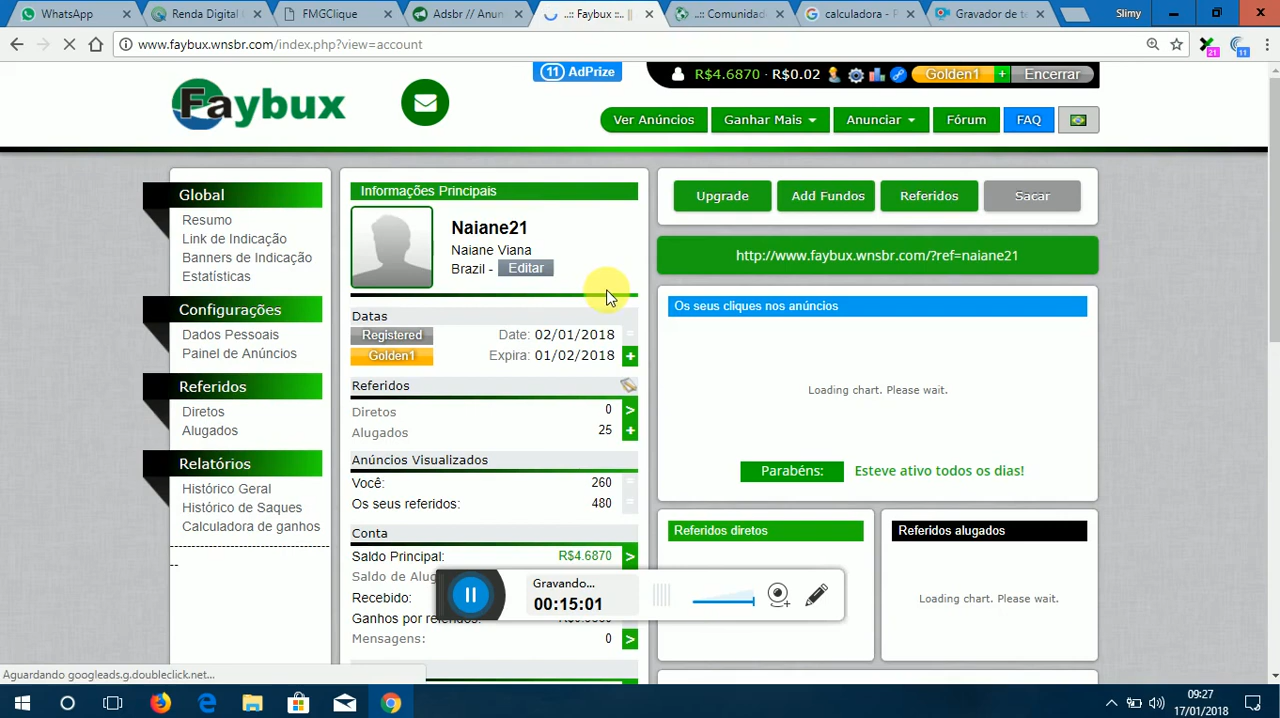 WhatsApp
Renda Digital
FMGClique
Adsbr // Anun
..:: Faybux ::..
..:: Comunidad
calculadora - P
Gravador de te
Slimy
www.faybux.wnsbr.com/index.php?view=account
21
11
11 AdPrize
R$4.6870 · R$0.02
Golden1 +
Encerrar
Faybux
Ver Anúncios
Ganhar Mais
Anunciar
Fórum
FAQ
Global
Resumo
Link de Indicação
Banners de Indicação
Estatísticas
Configurações
Dados Pessoais
Painel de Anúncios
Referidos
Diretos
Alugados
Relatórios
Histórico Geral
Histórico de Saques
Calculadora de ganhos
Informações Principais
Naiane21
Naiane Viana
Brazil - Editar
Datas
Registered Date: 02/01/2018 =
Golden1 Expira: 01/02/2018 +
Referidos
Diretos 0 >
Alugados 25 +
Anúncios Visualizados
Você: 260 =
Os seus referidos: 480 =
Conta
Saldo Principal: R$4.6870 >
Saldo de Alug
Recebido:
Ganhos por referidos:
Mensagens: 0 >
Upgrade
Add Fundos
Referidos
Sacar
http://www.faybux.wnsbr.com/?ref=naiane21
Os seus cliques nos anúncios
Loading chart. Please wait.
Parabéns: Esteve ativo todos os dias!
Referidos diretos
Referidos alugados
Loading chart. Please wait.
Gravando...
00:15:01
Aguardando googleads.g.doubleclick.net...
09:27
17/01/2018